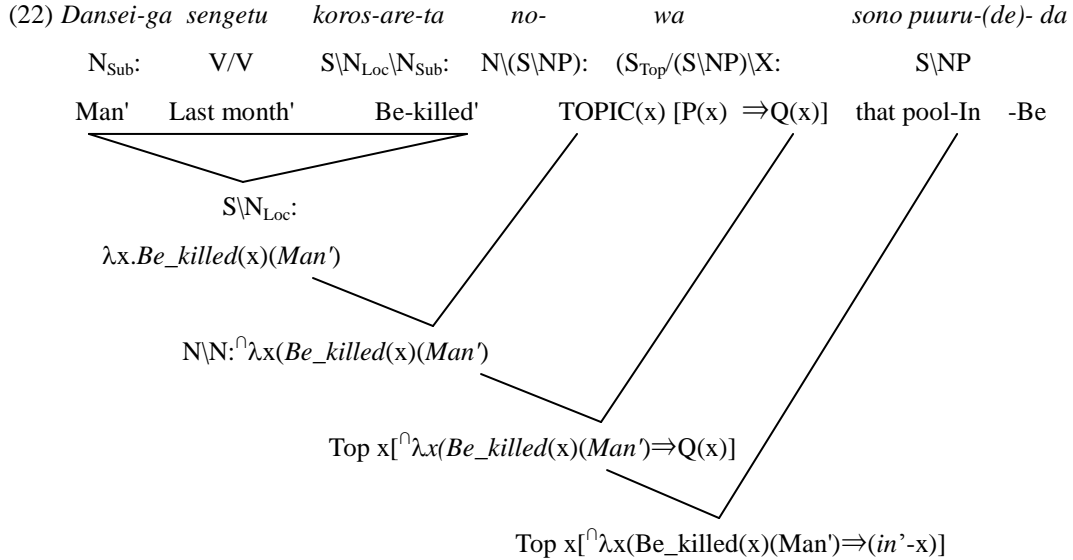 (22) Dansei-ga sengetu koros-are-ta no- wa sono puuru-(de)- da
N_Sub: V/V S\N_Loc\N_Sub: N\(S\NP): (S_Top/(S\NP)\X: S\NP
Man' Last month' Be-killed' TOPIC(x) [P(x) ⇒Q(x)] that pool-In -Be
S\N_Loc:
λx.Be_killed(x)(Man')
N\N:∩λx(Be_killed(x)(Man')
Top x[∩λx(Be_killed(x)(Man')⇒Q(x)]
Top x[∩λx(Be_killed(x)(Man')⇒(in’-x)]